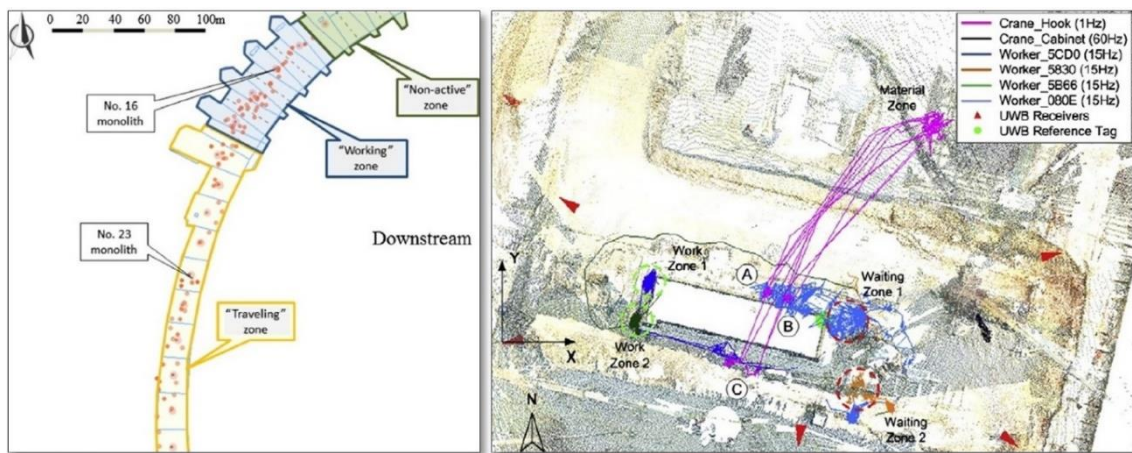 0 20 40 60 80 100m
"Non-active"
zone
No. 16
monolith
"Working"
zone
No. 23
monolith
Downstream
"Traveling"
zone
Crane_Hook (1Hz)
Crane_Cabinet (60Hz)
Worker_5CD0 (15Hz)
Worker_5830 (15Hz)
Worker_5B66 (15Hz)
Worker_080E (15Hz)
UWB Receivers
UWB Reference Tag
Material
Zone
Work
Zone 1
A
Waiting
Zone 1
Y
B
X
Work
Zone 2
C
N
Waiting
Zone 2